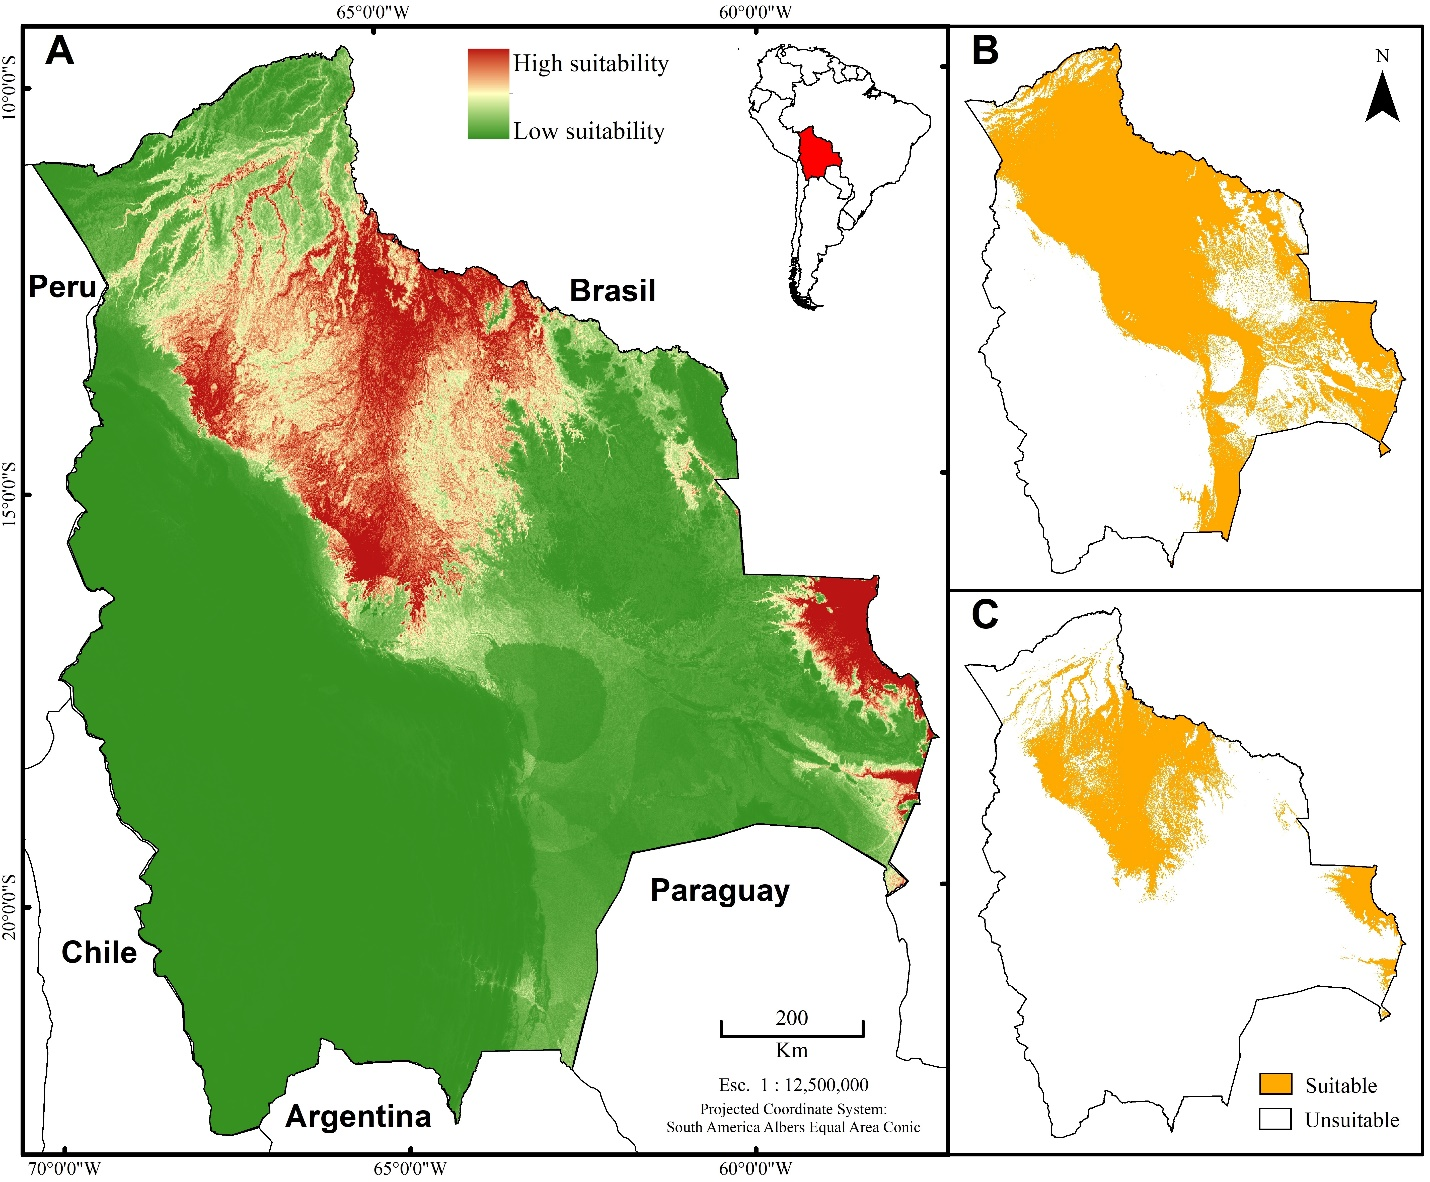 65°0'0"W
60°0'0"W
A
High suitability
Low suitability
B
N
10°0'0"S
Peru
Brasil
15°0'0"S
C
20°0'0"S
Paraguay
Chile
200
Km
Esc. 1 : 12,500,000
Projected Coordinate System:
South America Albers Equal Area Conic
Argentina
Suitable
Unsuitable
70°0'0"W
65°0'0"W
60°0'0"W